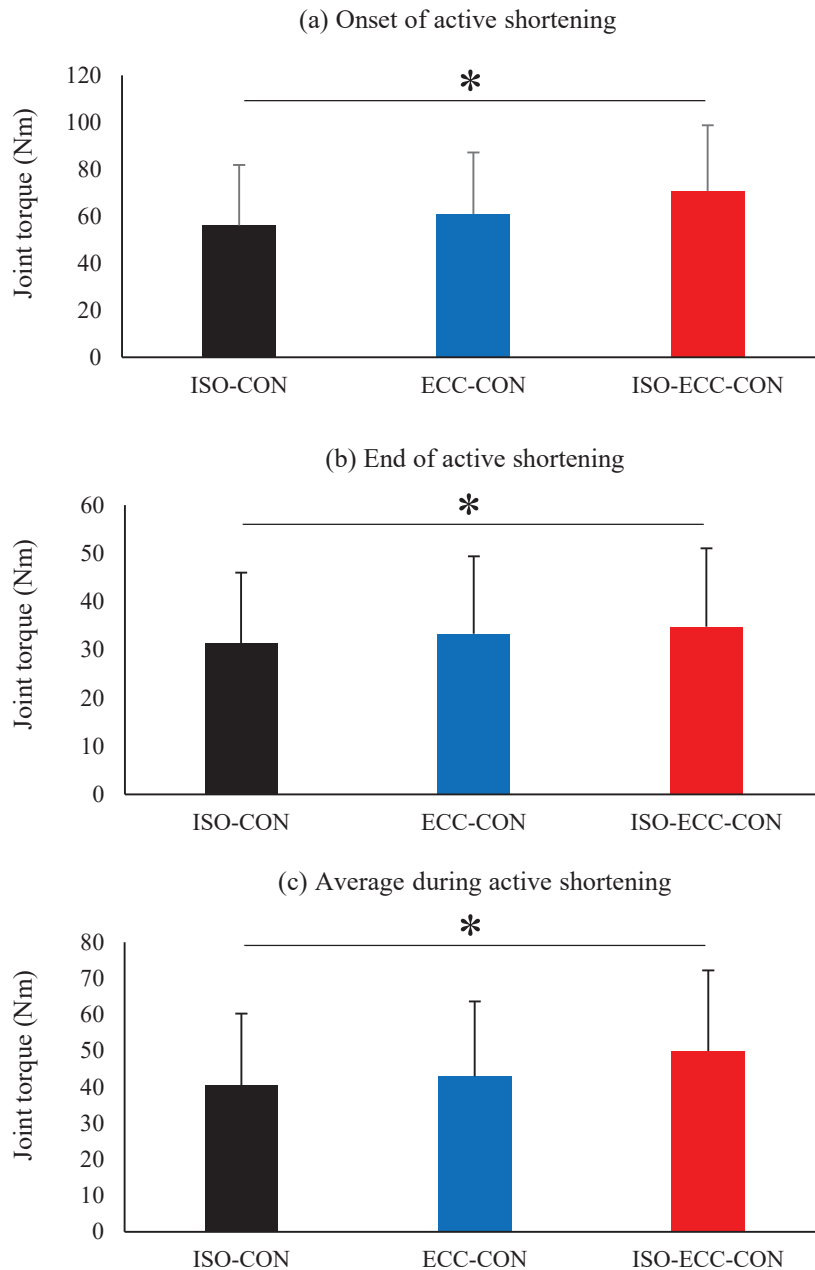 (a) Onset of active shortening
Joint torque (Nm)
120
100
80
60
40
20
0
*
ISO-CON ECC-CON ISO-ECC-CON
(b) End of active shortening
Joint torque (Nm)
60
50
40
30
20
10
0
*
ISO-CON ECC-CON ISO-ECC-CON
(c) Average during active shortening
Joint torque (Nm)
80
70
60
50
40
30
20
10
0
*
ISO-CON ECC-CON ISO-ECC-CON